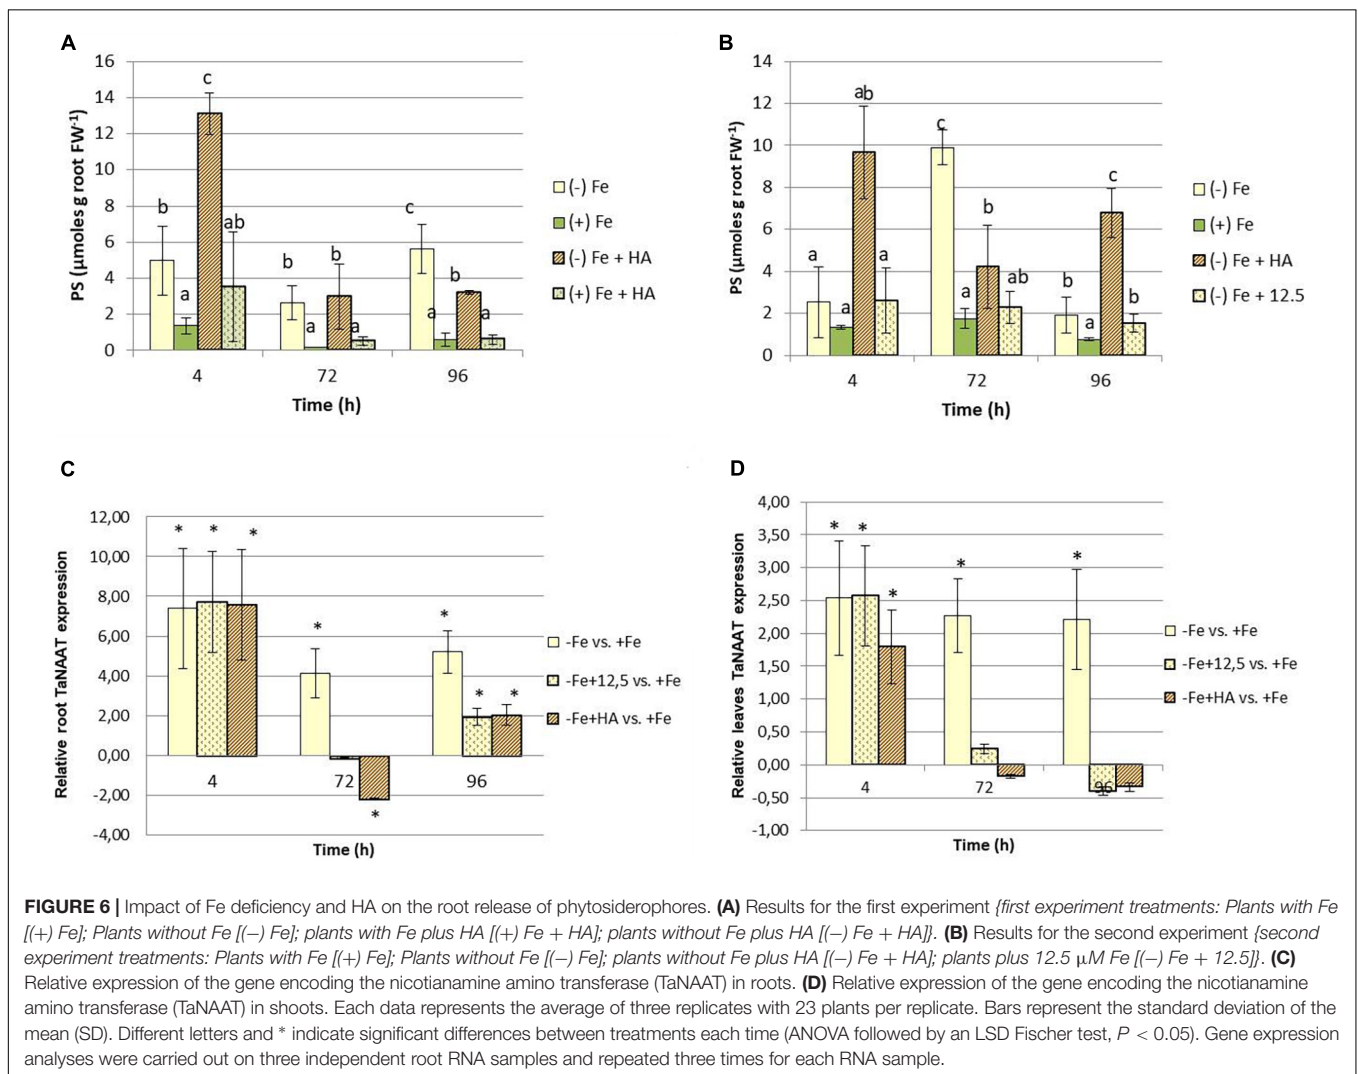 A
16
14
12
10
8
6
4
2
0
PS (µmoles g root FW-1)
b
a
c
ab
b
a
b
a
c
a
b
a
4
72
96
Time (h)
(-) Fe
(+) Fe
(-) Fe + HA
(+) Fe + HA
B
14
12
10
8
6
4
2
0
PS (µmoles g root FW-1)
a
a
ab
a
c
a
b
ab
b
a
c
b
4
72
96
Time (h)
(-) Fe
(+) Fe
(-) Fe + HA
(-) Fe + 12.5
C
12,00
10,00
8,00
6,00
4,00
2,00
0,00
-2,00
-4,00
Relative root TaNAAT expression
* * *
*
*
* * *
4
72
96
Time (h)
-Fe vs. +Fe
-Fe+12,5 vs. +Fe
-Fe+HA vs. +Fe
D
4,00
3,50
3,00
2,50
2,00
1,50
1,00
0,50
0,00
-0,50
-1,00
Relative leaves TaNAAT expression
* * *
*
*
4
72
96
Time (h)
-Fe vs. +Fe
-Fe+12,5 vs. +Fe
-Fe+HA vs. +Fe
FIGURE 6 | Impact of Fe deficiency and HA on the root release of phytosiderophores. (A) Results for the first experiment {first experiment treatments: Plants with Fe
[(+) Fe]; Plants without Fe [(−) Fe]; plants with Fe plus HA [(+) Fe + HA]; plants without Fe plus HA [(−) Fe + HA]}. (B) Results for the second experiment {second
experiment treatments: Plants with Fe [(+) Fe]; Plants without Fe [(−) Fe]; plants without Fe plus HA [(−) Fe + HA]; plants plus 12.5 µM Fe [(−) Fe + 12.5]}. (C)
Relative expression of the gene encoding the nicotianamine amino transferase (TaNAAT) in roots. (D) Relative expression of the gene encoding the nicotianamine
amino transferase (TaNAAT) in shoots. Each data represents the average of three replicates with 23 plants per replicate. Bars represent the standard deviation of the
mean (SD). Different letters and * indicate significant differences between treatments each time (ANOVA followed by an LSD Fischer test, P < 0.05). Gene expression
analyses were carried out on three independent root RNA samples and repeated three times for each RNA sample.